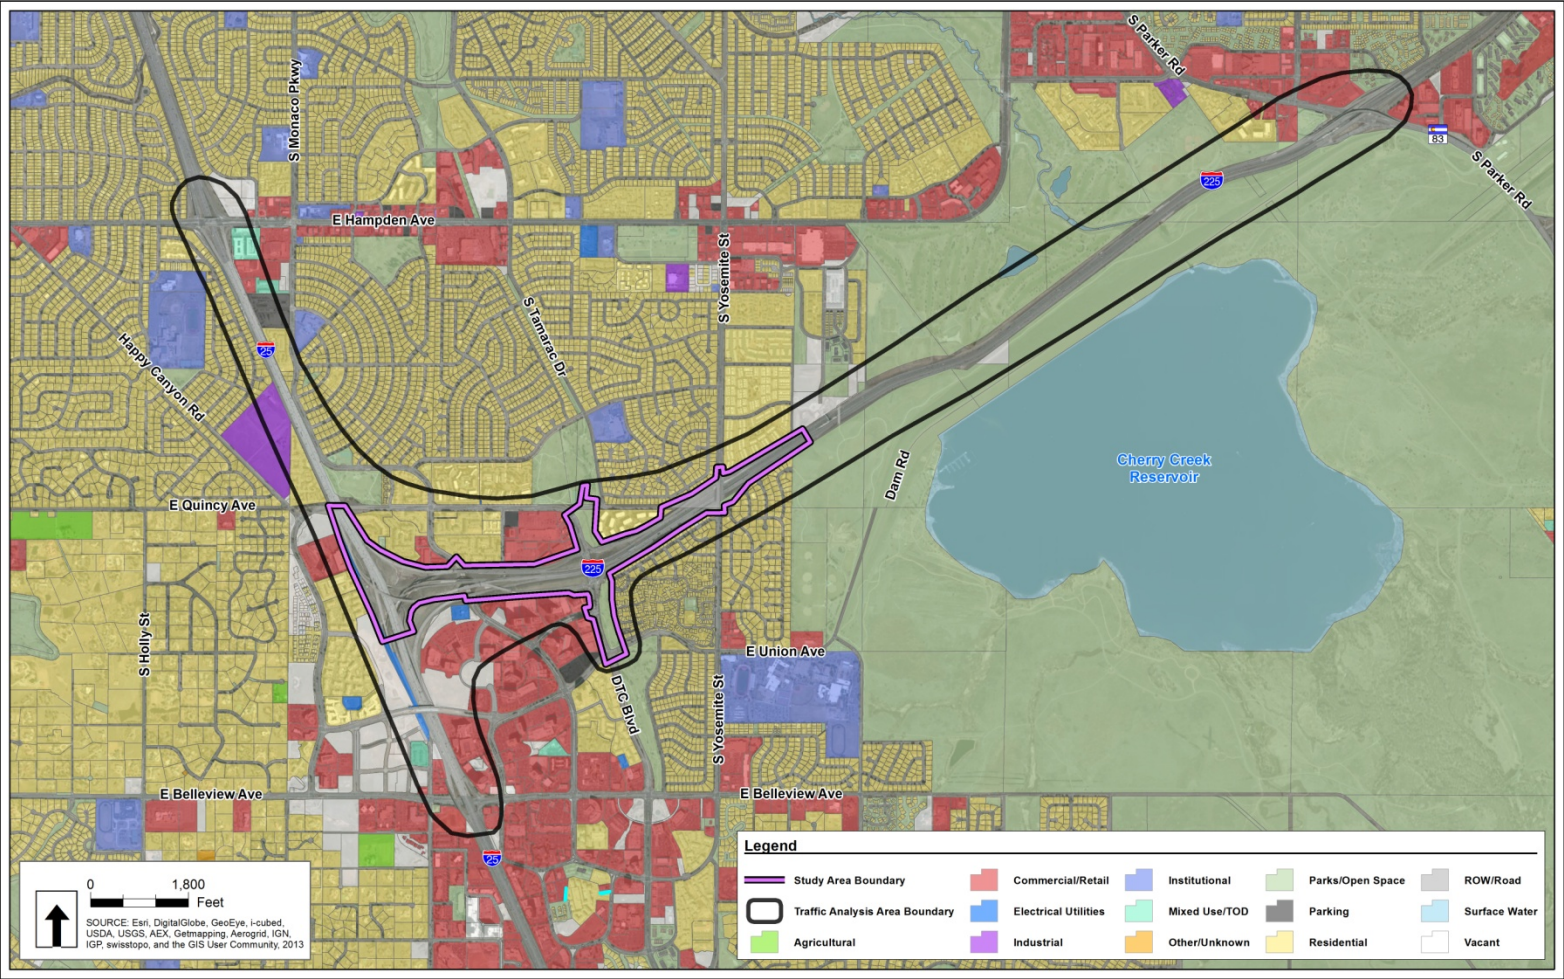 S Parker Rd
S Monaco Pkwy
83
S Parker Rd
225
E Hampden Ave
S Yosemite St
S Tamarac Dr
Happy Canyon Rd
25
Cherry Creek
Reservoir
Dam Rd
E Quincy Ave
225
S Holly St
E Union Ave
DTC Blvd
S Yosemite St
E Belleview Ave
E Belleview Ave
25
Legend
Study Area Boundary
Traffic Analysis Area Boundary
Agricultural
Commercial/Retail
Electrical Utilities
Industrial
Institutional
Mixed Use/TOD
Other/Unknown
Parks/Open Space
Parking
Residential
ROW/Road
Surface Water
Vacant
0 1,800
Feet
SOURCE: Esri, DigitalGlobe, GeoEye, i-cubed,
USDA, USGS, AEX, Getmapping, Aerogrid, IGN,
IGP, swisstopo, and the GIS User Community, 2013